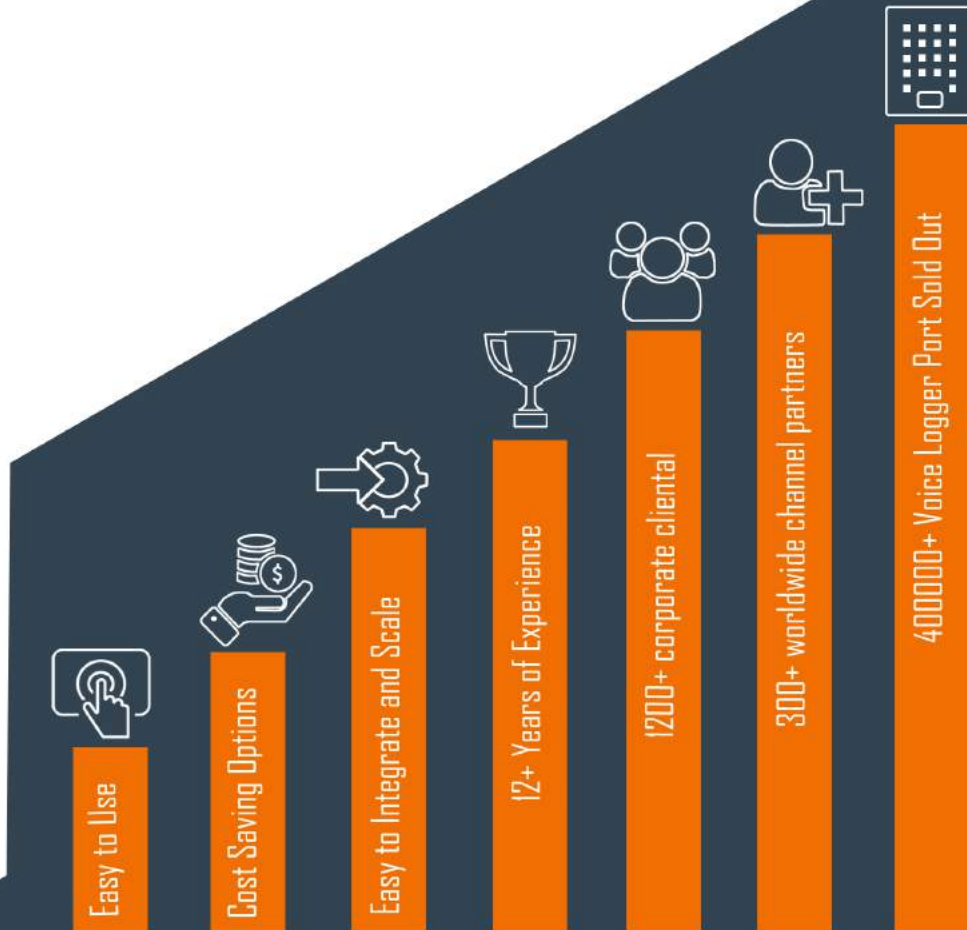 Easy to Use
Cost Saving Options
Easy to Integrate and Scale
12+ Years of Experience
1200+ corporate cliental
300+ worldwide channel partners
400000+ Voice Logger Port Sold Out
$